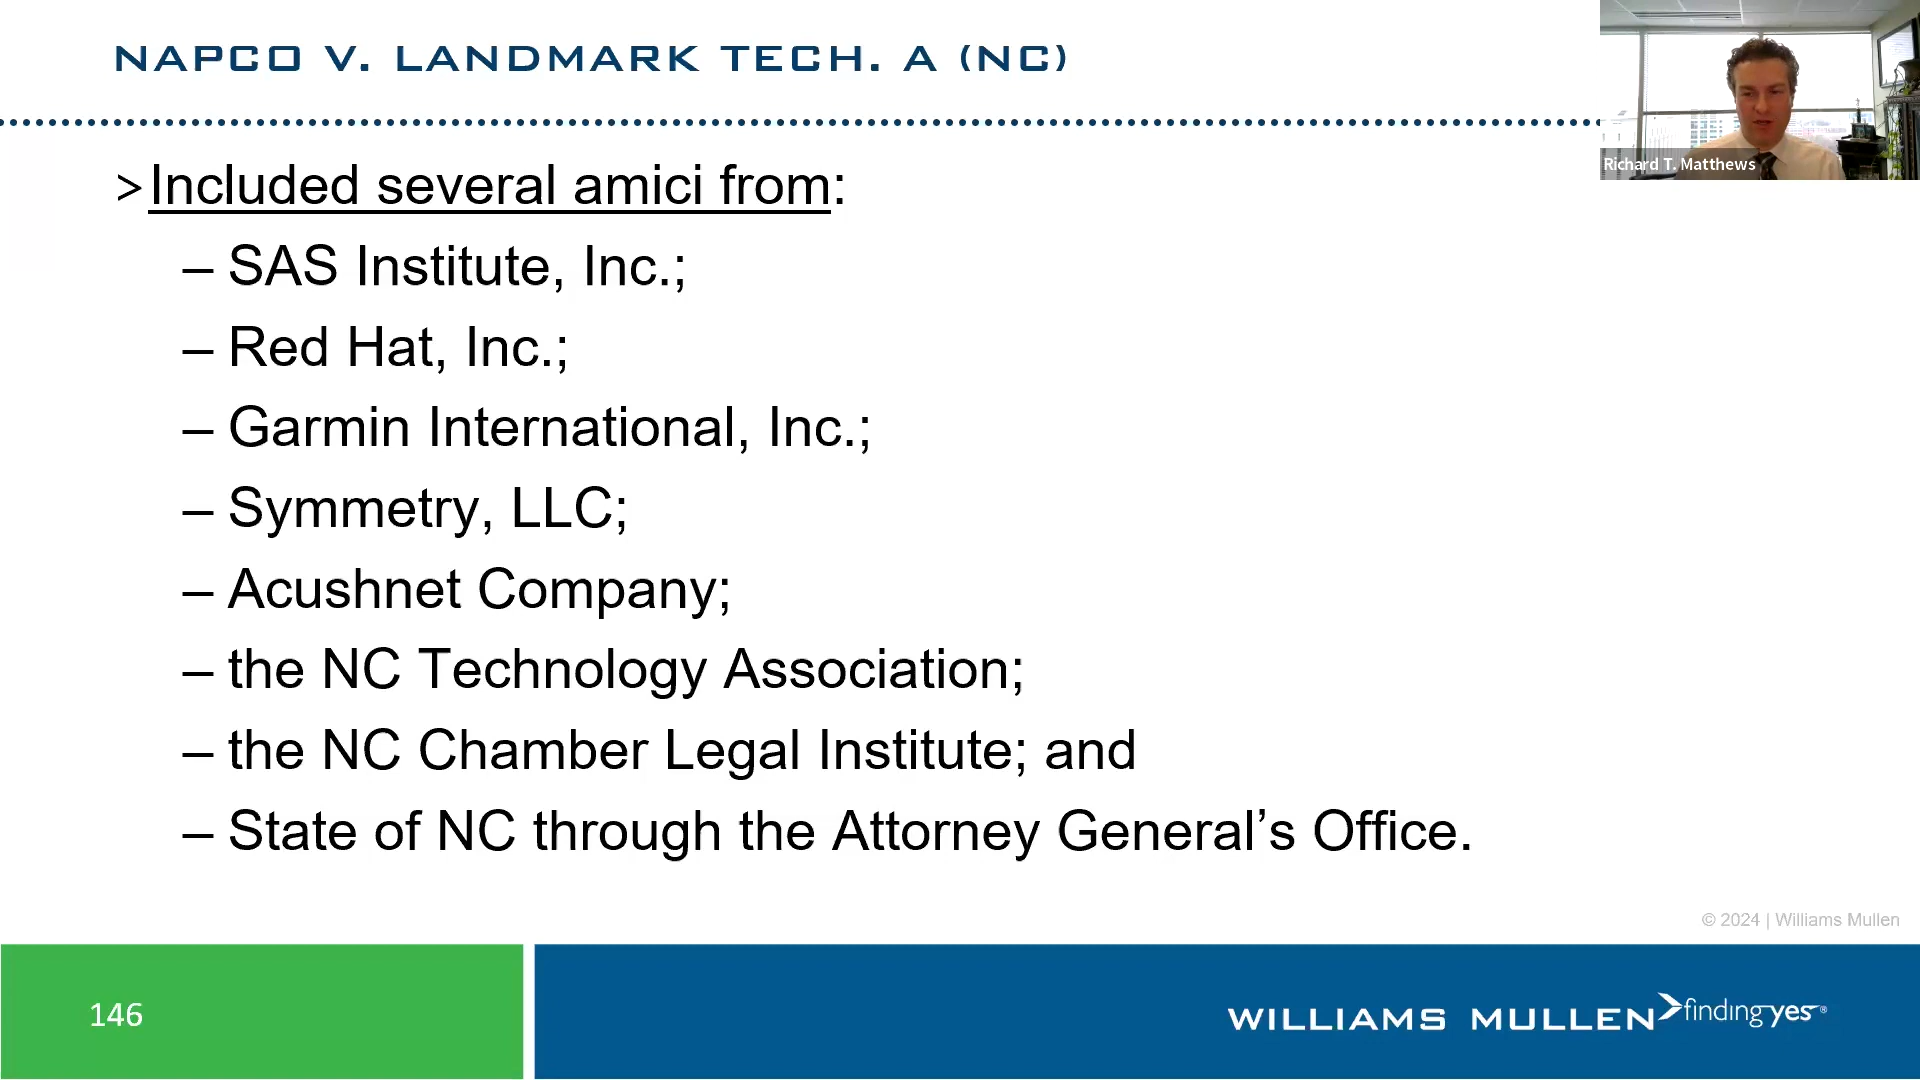 NAPCO V. LANDMARK TECH. A (NC)
Richard T. Matthews
>Included several amici from:
– SAS Institute, Inc.;
– Red Hat, Inc.;
– Garmin International, Inc.;
– Symmetry, LLC;
– Acushnet Company;
– the NC Technology Association;
– the NC Chamber Legal Institute; and
– State of NC through the Attorney General’s Office.
© 2024 | Williams Mullen
146
WILLIAMS MULLEN findingyes®